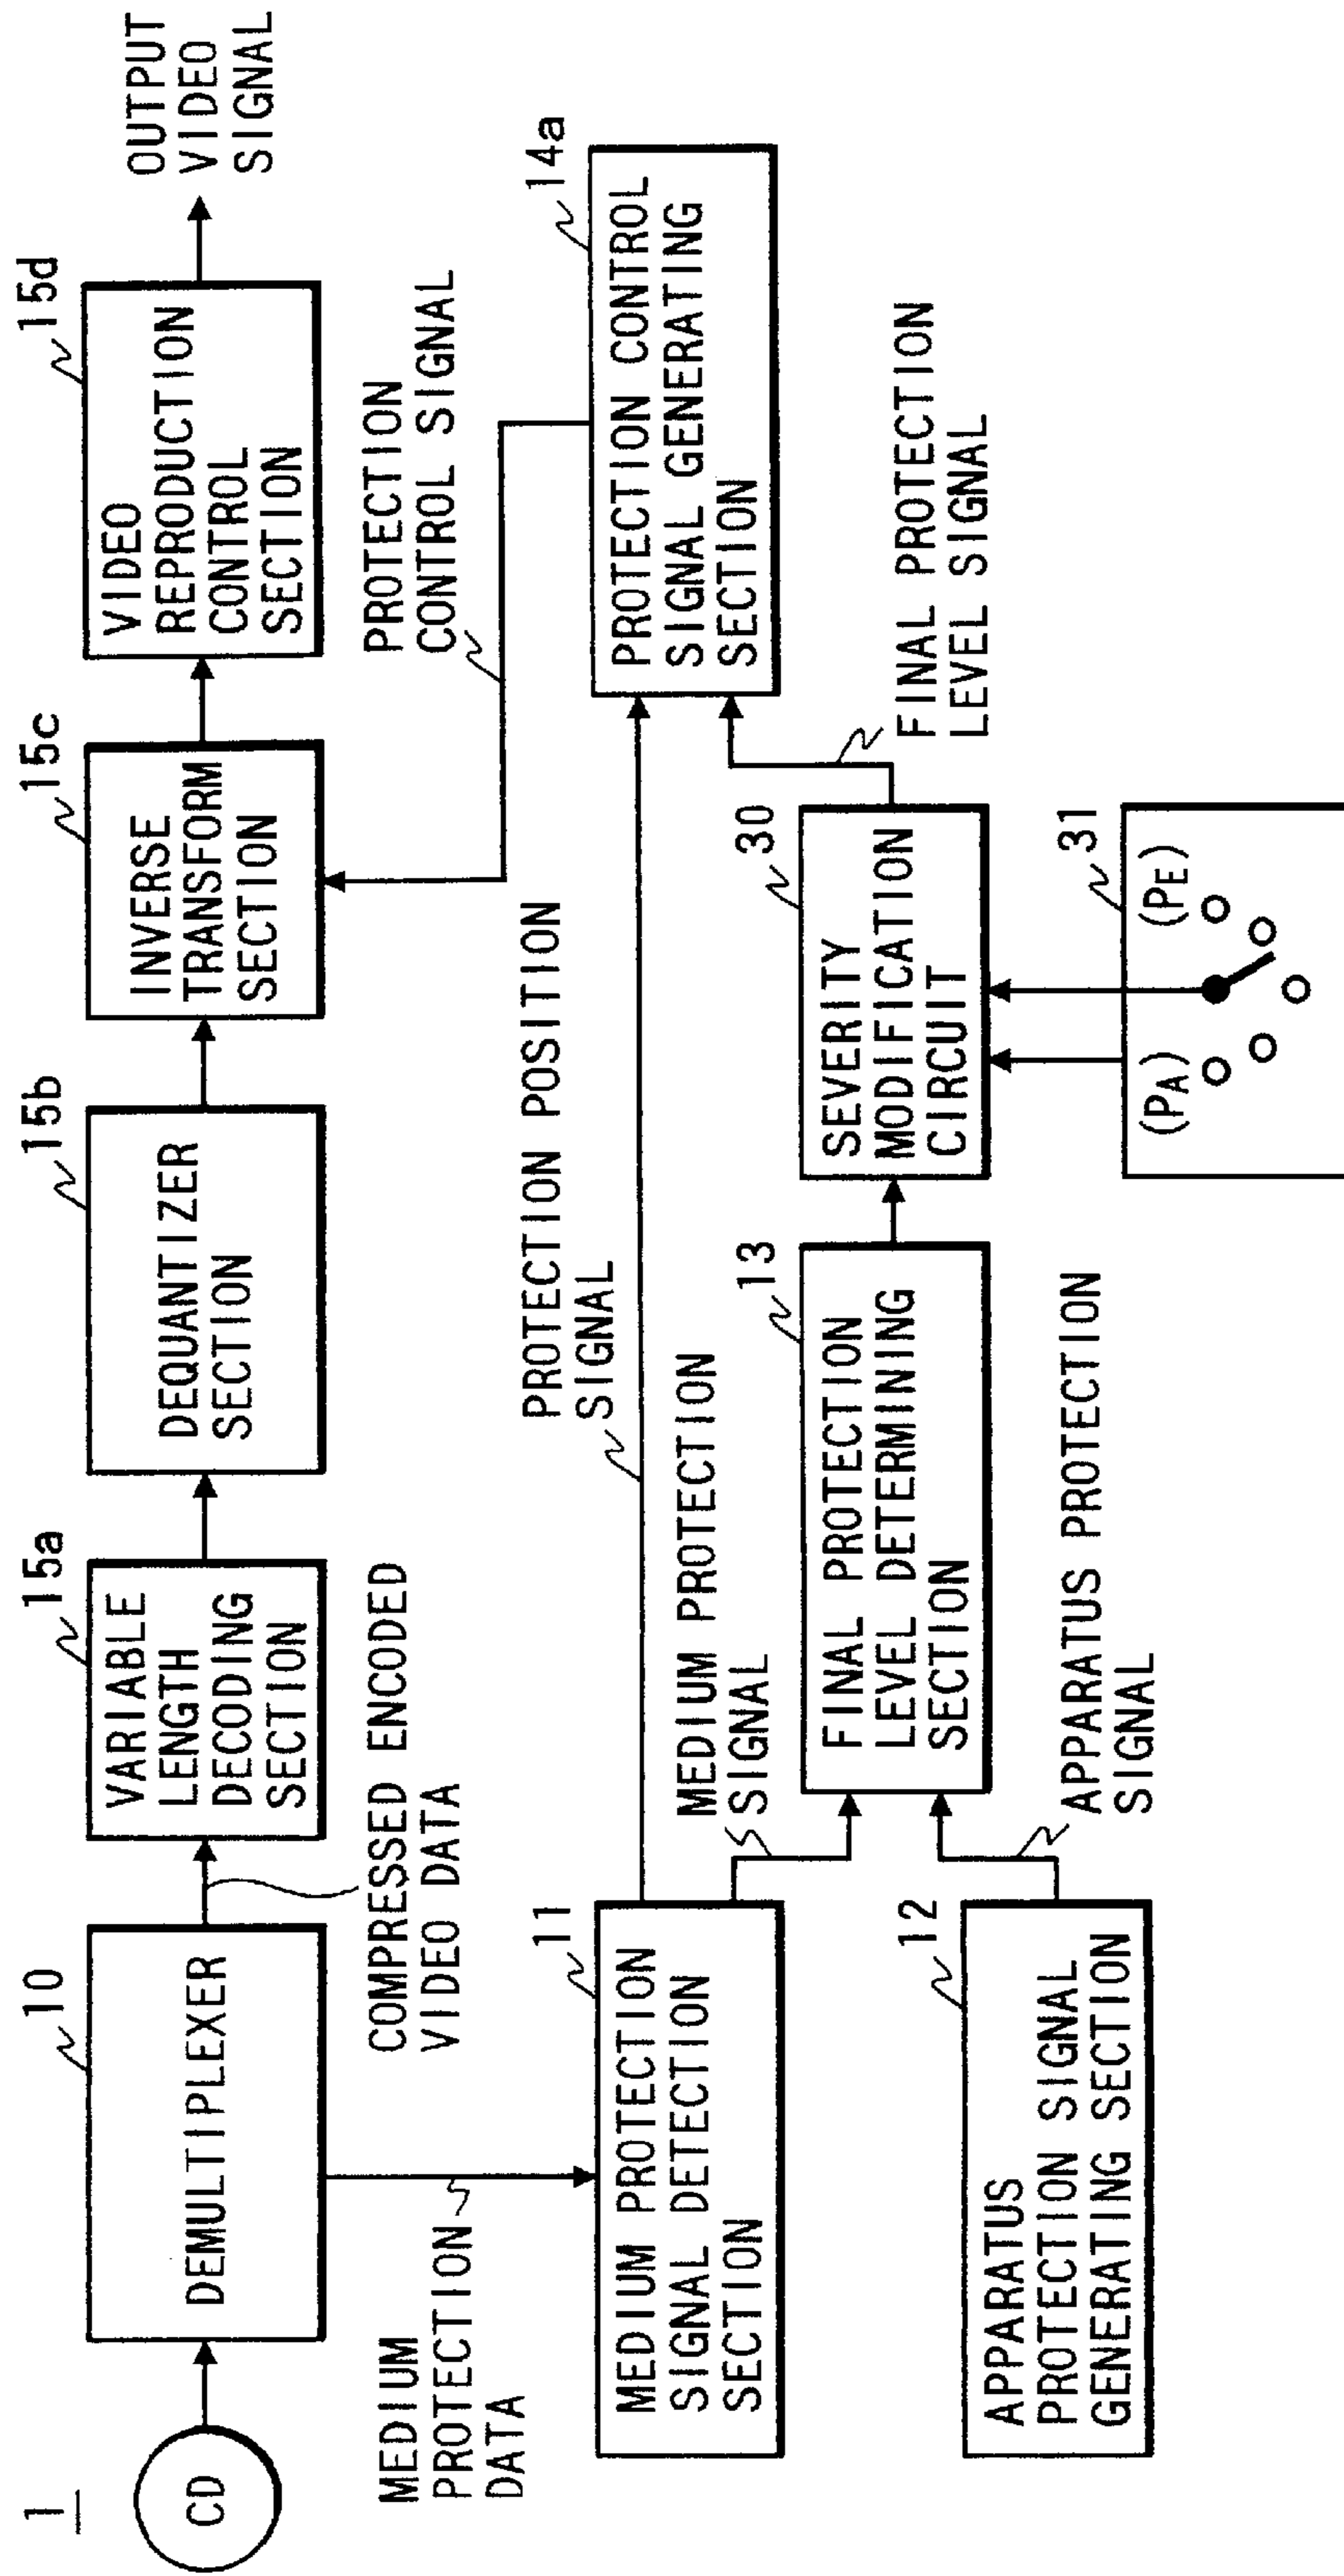 1
CD
10
DEMULTIPLEXER
COMPRESSED ENCODED
VIDEO DATA
15a
VARIABLE
LENGTH
DECODING
SECTION
15b
DEQUANTIZER
SECTION
15c
INVERSE
TRANSFORM
SECTION
15d
VIDEO
REPRODUCTION
CONTROL
SECTION
OUTPUT
VIDEO
SIGNAL
MEDIUM
PROTECTION
DATA
PROTECTION
CONTROL SIGNAL
11
MEDIUM PROTECTION
SIGNAL DETECTION
SECTION
PROTECTION POSITION
SIGNAL
14a
PROTECTION CONTROL
SIGNAL GENERATING
SECTION
MEDIUM PROTECTION
SIGNAL
13
FINAL PROTECTION
LEVEL DETERMINING
SECTION
30
SEVERITY
MODIFICATION
CIRCUIT
FINAL PROTECTION
LEVEL SIGNAL
12
APPARATUS
PROTECTION SIGNAL
GENERATING SECTION
APPARATUS PROTECTION
SIGNAL
31
(PA)
(PE)